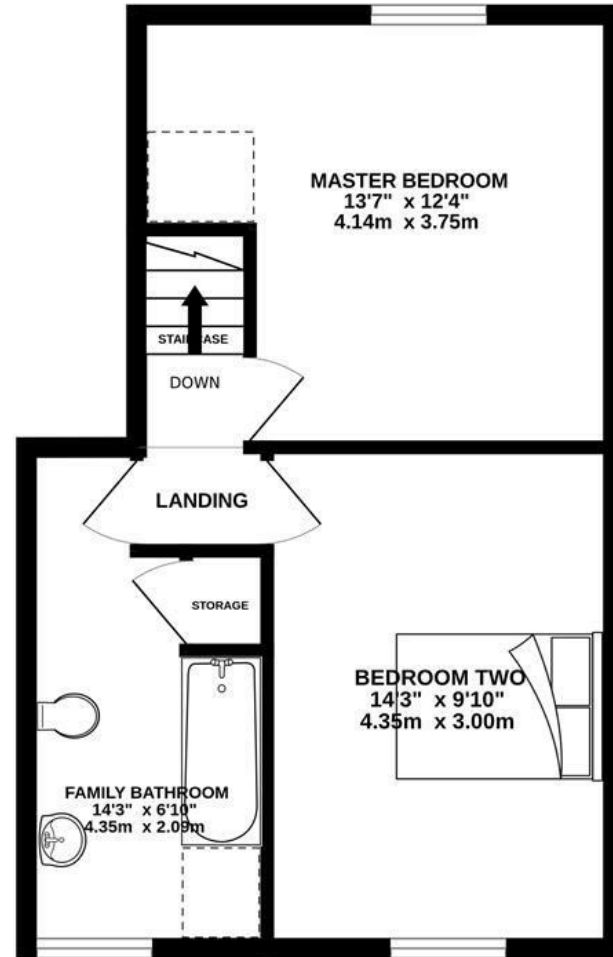 MASTER BEDROOM
13'7" x 12'4"
4.14m x 3.75m
STAIRCASE
DOWN
LANDING
STORAGE
BEDROOM TWO
14'3" x 9'10"
4.35m x 3.00m
FAMILY BATHROOM
14'3" x 6'10"
4.35m x 2.09m